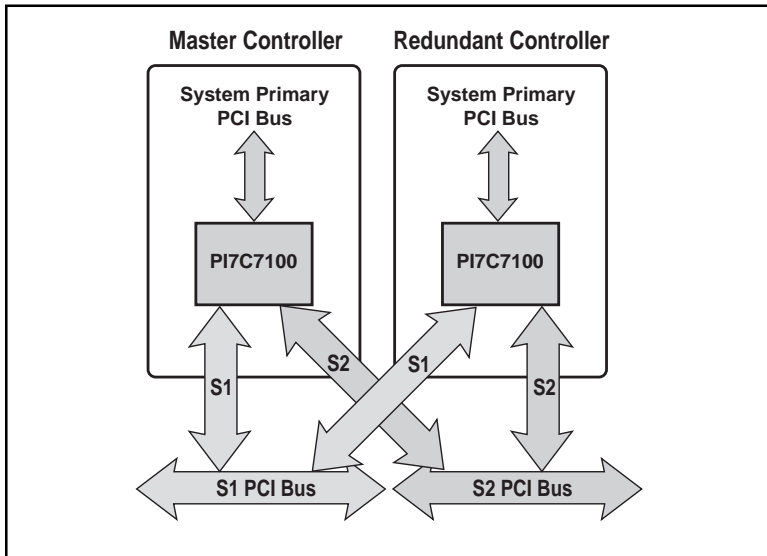 Master Controller
Redundant Controller
System Primary
PCI Bus
System Primary
PCI Bus
PI7C7100
PI7C7100
S1
S2
S1
S2
S1 PCI Bus
S2 PCI Bus